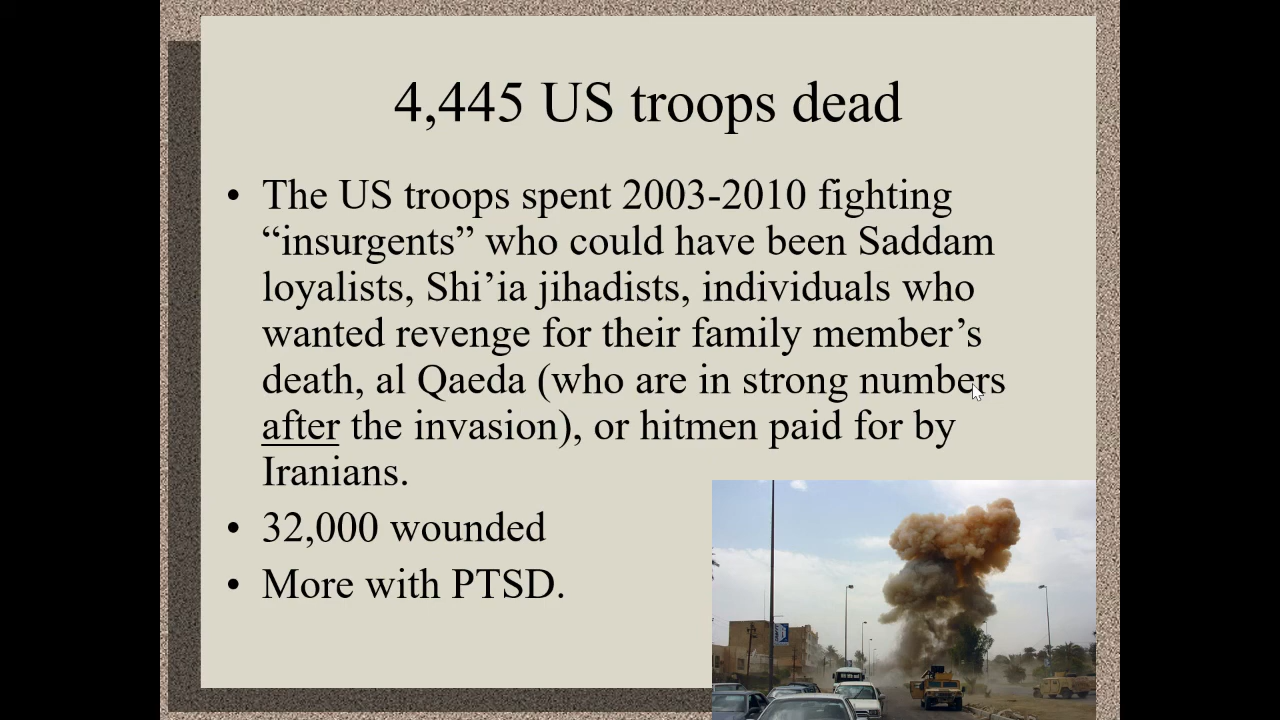 4,445 US troops dead
• The US troops spent 2003-2010 fighting
“insurgents” who could have been Saddam
loyalists, Shi’ia jihadists, individuals who
wanted revenge for their family member’s
death, al Qaeda (who are in strong numbers
after the invasion), or hitmen paid for by
Iranians.
• 32,000 wounded
• More with PTSD.